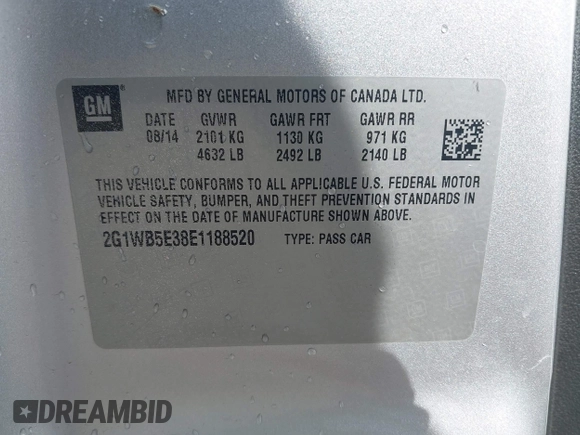 GM
MFD BY GENERAL MOTORS OF CANADA LTD.
DATE GVWR GAWR FRT GAWR RR
08/14 2101 KG 1130 KG 971 KG
4632 LB 2492 LB 2140 LB
THIS VEHICLE CONFORMS TO ALL APPLICABLE U.S. FEDERAL MOTOR
VEHICLE SAFETY, BUMPER, AND THEFT PREVENTION STANDARDS IN
EFFECT ON THE DATE OF MANUFACTURE SHOWN ABOVE.
2G1WB5E38E1188520 TYPE: PASS CAR
DREAMBID